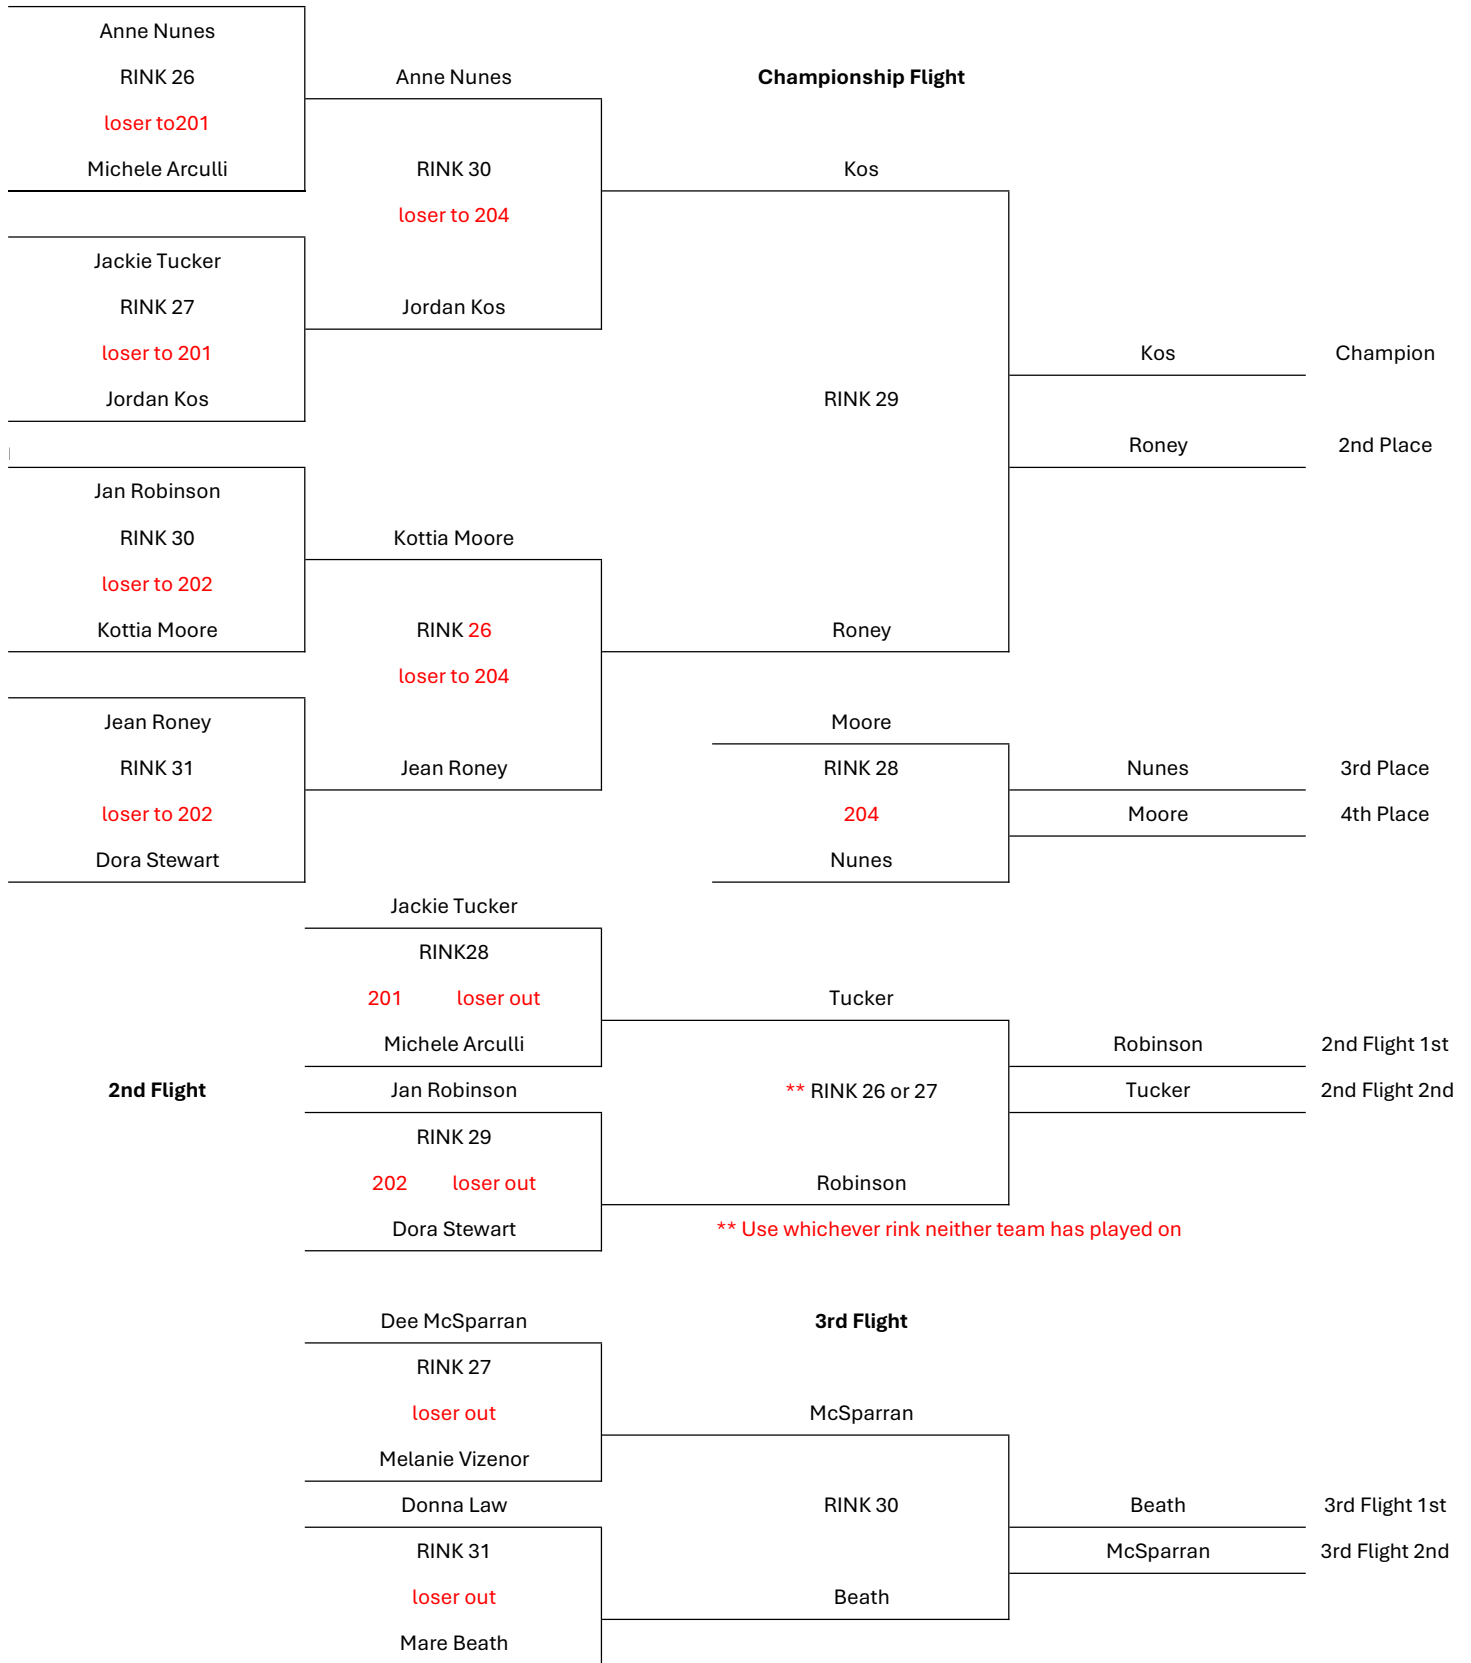 Anne Nunes
RINK 26 Anne Nunes Championship Flight
loser to201
Michele Arculli RINK 30 Kos
loser to 204
Jackie Tucker
RINK 27 Jordan Kos
loser to 201 Kos Champion
Jordan Kos RINK 29
Roney 2nd Place
Jan Robinson
RINK 30 Kottia Moore
loser to 202
Kottia Moore RINK 26 Roney
loser to 204
Jean Roney Moore
RINK 31 Jean Roney RINK 28 Nunes 3rd Place
loser to 202 204 Moore 4th Place
Dora Stewart Nunes
Jackie Tucker
RINK28
201 loser out Tucker
Michele Arculli Robinson 2nd Flight 1st
2nd Flight Jan Robinson ** RINK 26 or 27 Tucker 2nd Flight 2nd
RINK 29
202 loser out Robinson
Dora Stewart ** Use whichever rink neither team has played on
Dee McSparran 3rd Flight
RINK 27
loser out McSparran
Melanie Vizenor
Donna Law RINK 30 Beath 3rd Flight 1st
RINK 31 McSparran 3rd Flight 2nd
loser out Beath
Mare Beath